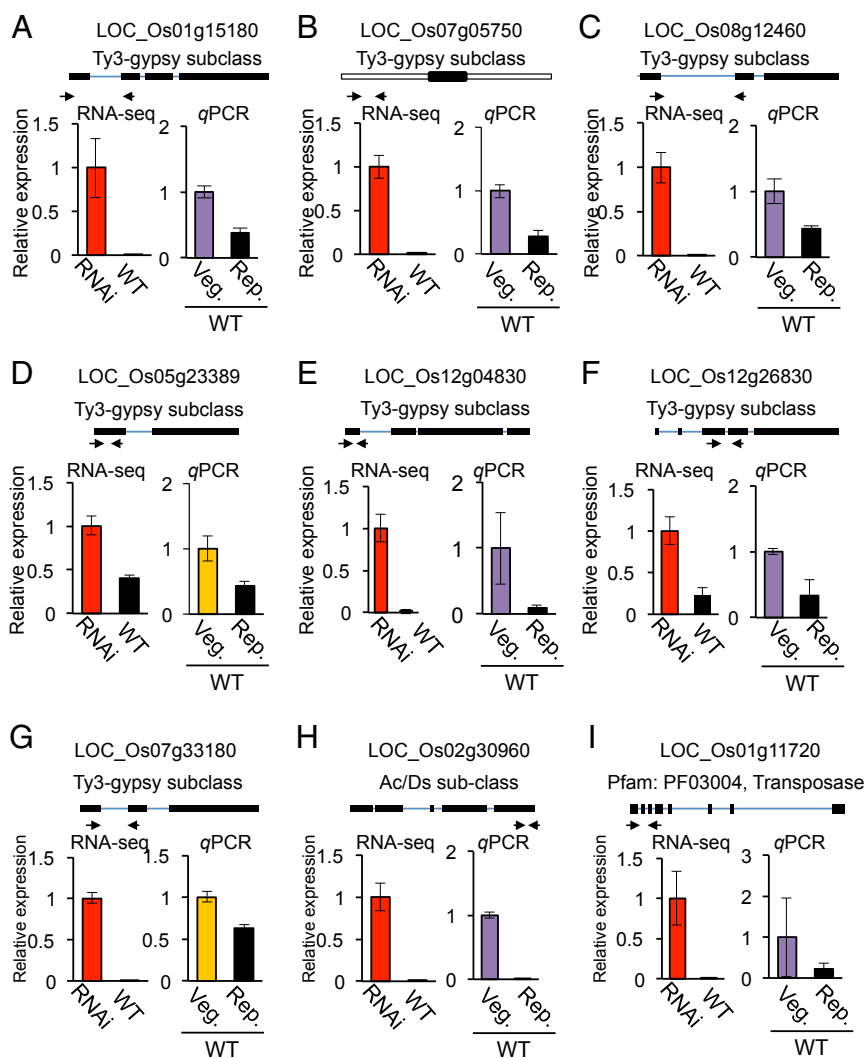 A
LOC_Os01g15180
Ty3-gypsy subclass
RNA-seq
qPCR
Relative expression
1.5
1
0.5
0
2
1
0
RNAi
WT
Veg.
Rep.
WT
B
LOC_Os07g05750
Ty3-gypsy subclass
RNA-seq
qPCR
1.5
1
0.5
0
2
1
0
RNAi
WT
Veg.
Rep.
WT
C
LOC_Os08g12460
Ty3-gypsy subclass
RNA-seq
qPCR
Relative expression
1.5
1
0.5
0
2
1
0
RNAi
WT
Veg.
Rep.
WT
D
LOC_Os05g23389
Ty3-gypsy subclass
RNA-seq
qPCR
Relative expression
1.5
1
0.5
0
2
1
0
RNAi
WT
Veg.
Rep.
WT
E
LOC_Os12g04830
Ty3-gypsy subclass
RNA-seq
qPCR
Relative expression
1.5
1
0.5
0
2
1
0
RNAi
WT
Veg.
Rep.
WT
F
LOC_Os12g26830
Ty3-gypsy subclass
RNA-seq
qPCR
Relative expression
1.5
1
0.5
0
2
1
0
RNAi
WT
Veg.
Rep.
WT
G
LOC_Os07g33180
Ty3-gypsy subclass
RNA-seq
qPCR
Relative expression
1.5
1
0.5
0
1
0.5
0
RNAi
WT
Veg.
Rep.
WT
H
LOC_Os02g30960
Ac/Ds sub-class
RNA-seq
qPCR
Relative expression
1.5
1
0.5
0
2
1
0
RNAi
WT
Veg.
Rep.
WT
I
LOC_Os01g11720
Pfam: PF03004, Transposase
RNA-seq
qPCR
Relative expression
1.5
1
0.5
0
3
2
1
0
RNAi
WT
Veg.
Rep.
WT